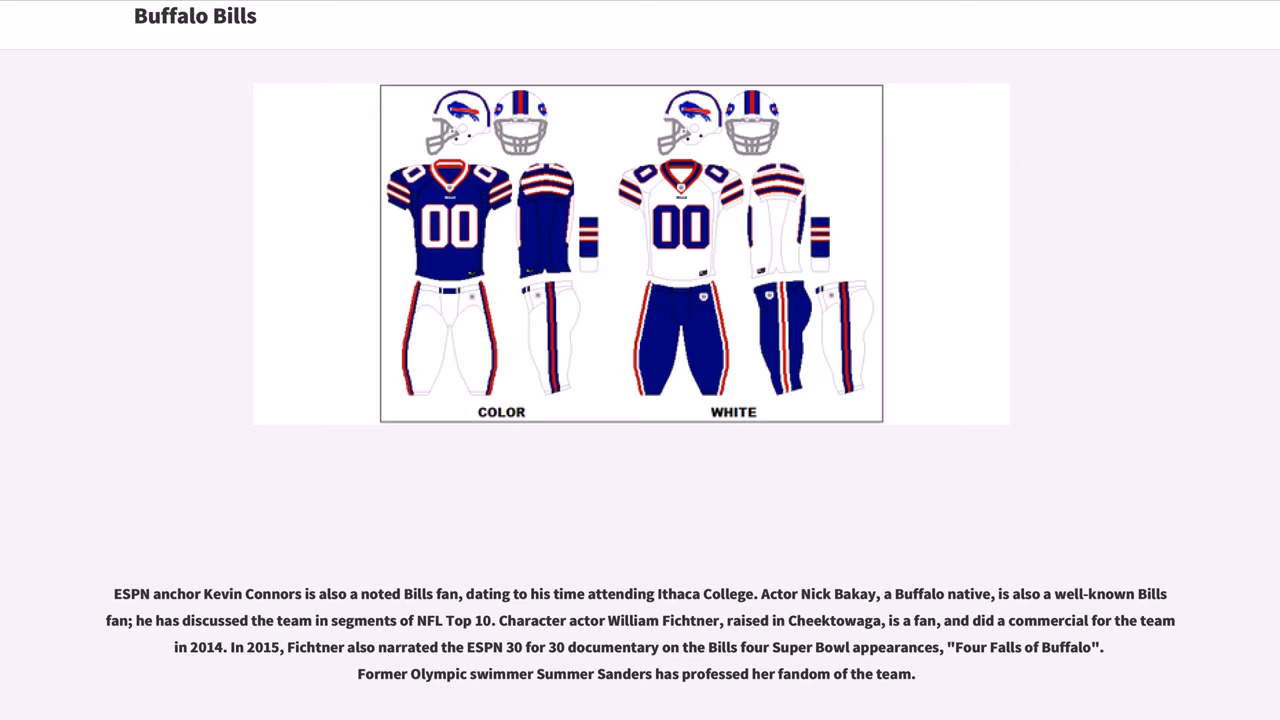 Buffalo Bills
0 0 0 0
00 00
COLOR WHITE
ESPN anchor Kevin Connors is also a noted Bills fan, dating to his time attending Ithaca College. Actor Nick Bakay, a Buffalo native, is also a well-known Bills
fan; he has discussed the team in segments of NFL Top 10. Character actor William Fichtner, raised in Cheektowaga, is a fan, and did a commercial for the team
in 2014. In 2015, Fichtner also narrated the ESPN 30 for 30 documentary on the Bills four Super Bowl appearances, "Four Falls of Buffalo".
Former Olympic swimmer Summer Sanders has professed her fandom of the team.